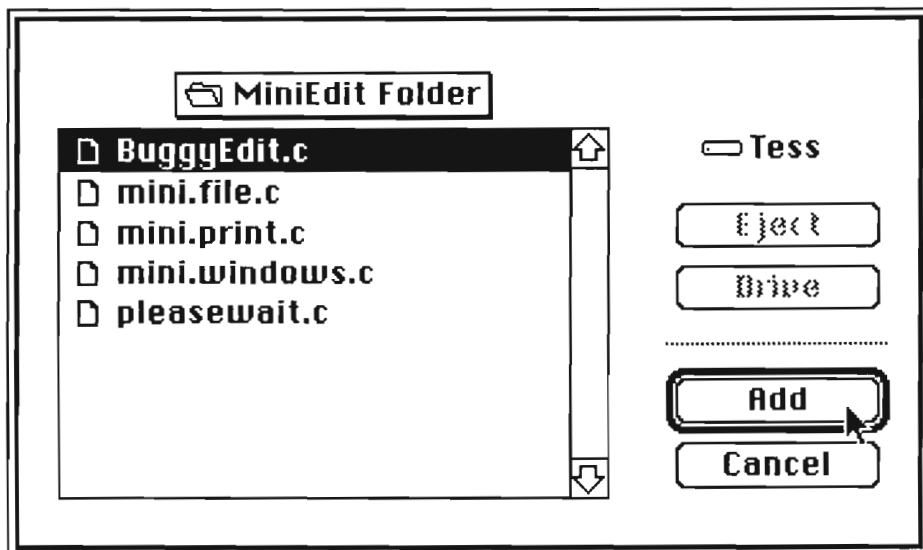 MiniEdit Folder
BuggyEdit.c
mini.file.c
mini.print.c
mini.windows.c
pleasewait.c
Tess
Eject
Drive
Add
Cancel